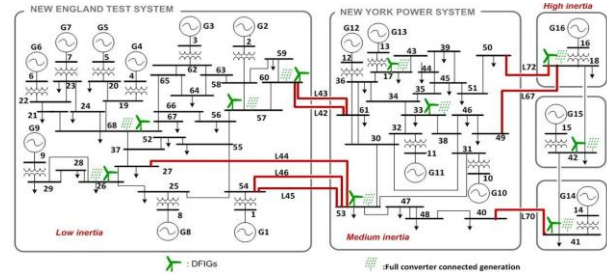 NEW ENGLAND TEST SYSTEM
NEW YORK POWER SYSTEM
High inertia
G6
G7
G5
G4
G3
G2
6
7
5
4
3
2
59
22
23
20
19
62
65
63
58
60
64
21
24
68
66
67
56
57
G9
9
37
52
55
27
28
29
26
25
54
8
1
G8
G1
Low inertia
L43
L42
L44
L46
L45
G12
G13
12
13
43
39
50
36
17
44
45
35
51
34
61
33
38
46
49
30
32
31
11
10
G11
G10
53
47
48
40
Medium inertia
L72
L67
L70
G16
16
18
G15
15
42
G14
14
41
: DFIGs
:Full converter connected generation